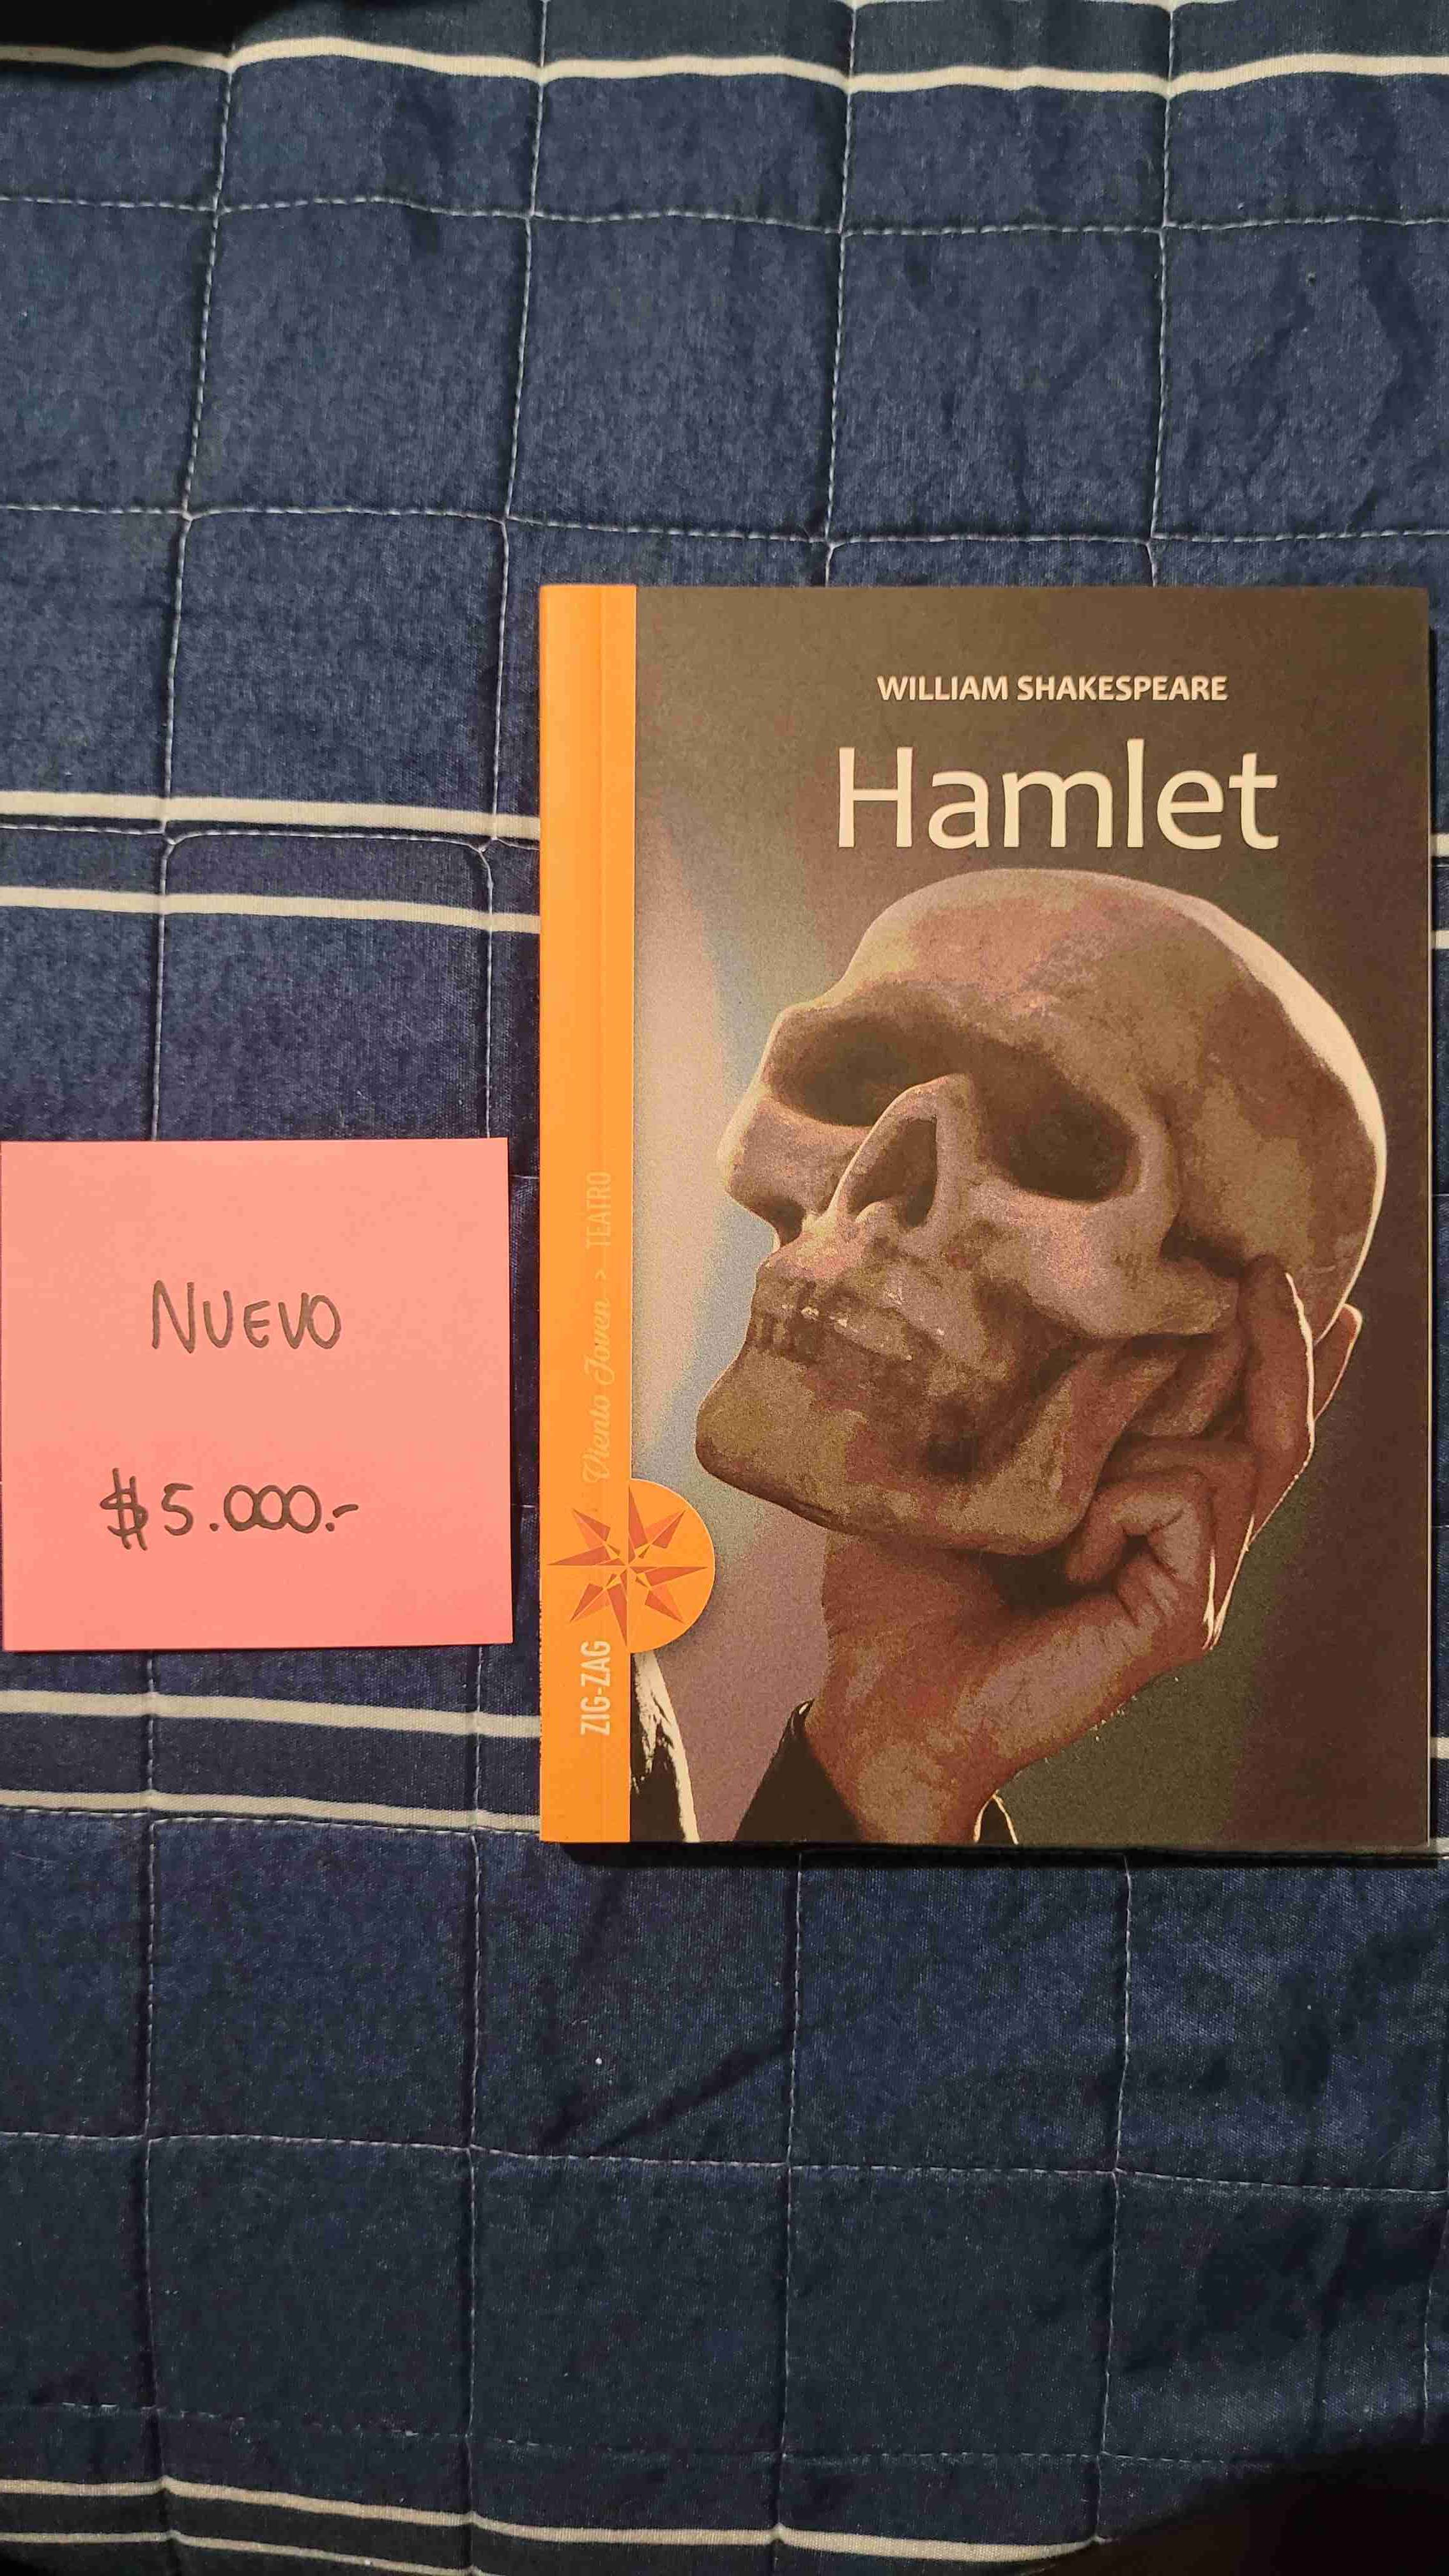 NUEVO
$5.000.-
WILLIAM SHAKESPEARE
Hamlet
Viento Joven > TEATRO
ZIG-ZAG